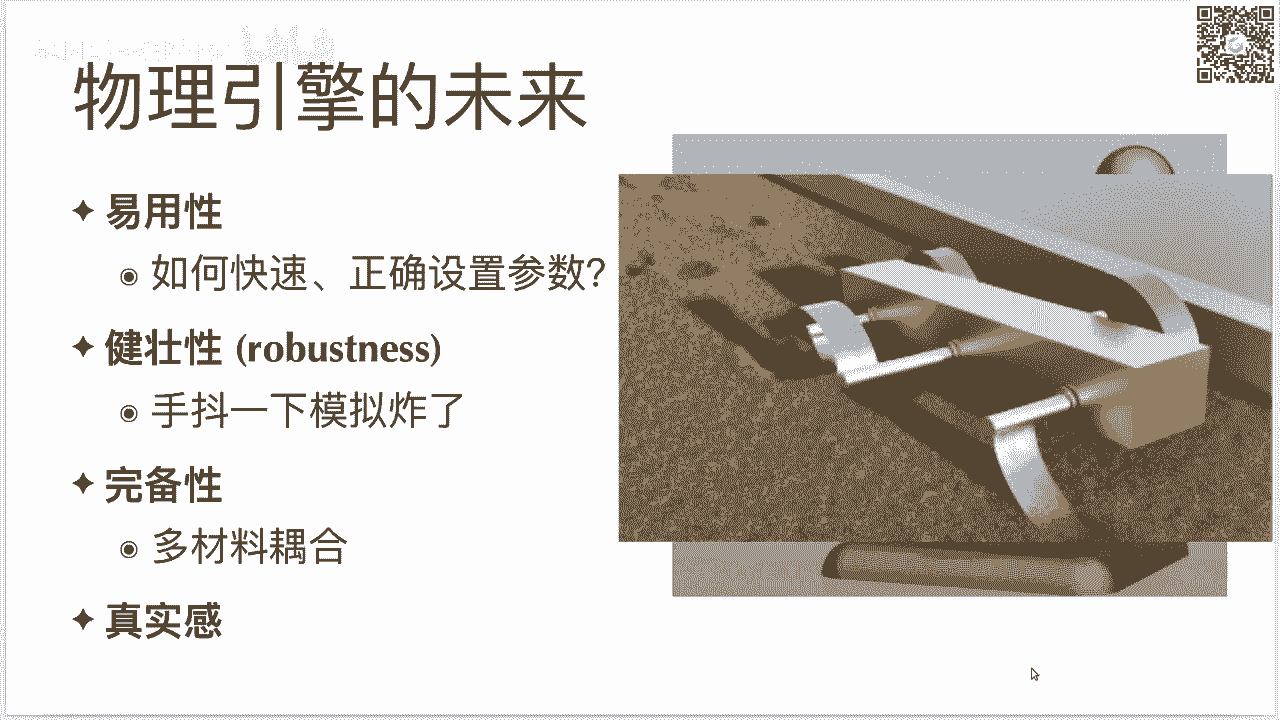 物理引擎的未来
易用性
如何快速、正确设置参数?
健壮性 (robustness)
手抖一下模拟炸了
完备性
多材料耦合
真实感